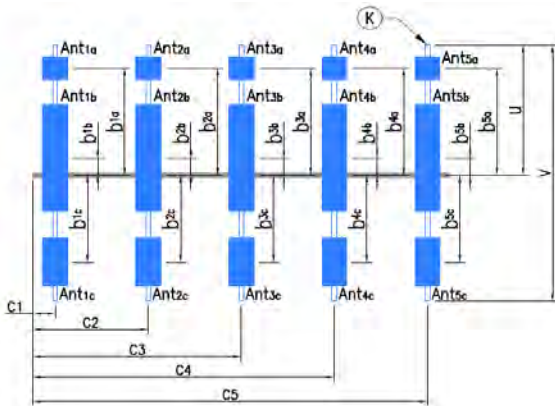 K
Ant1a Ant2a Ant3a Ant4a Ant5a
Ant1b Ant2b Ant3b Ant4b Ant5b
b1b b1a b2b b2a b3b b3a b4b b4a b5b b5a U
V
b1c b2c b3c b4c b5c
Ant1c Ant2c Ant3c Ant4c Ant5c
C1
C2
C3
C4
C5